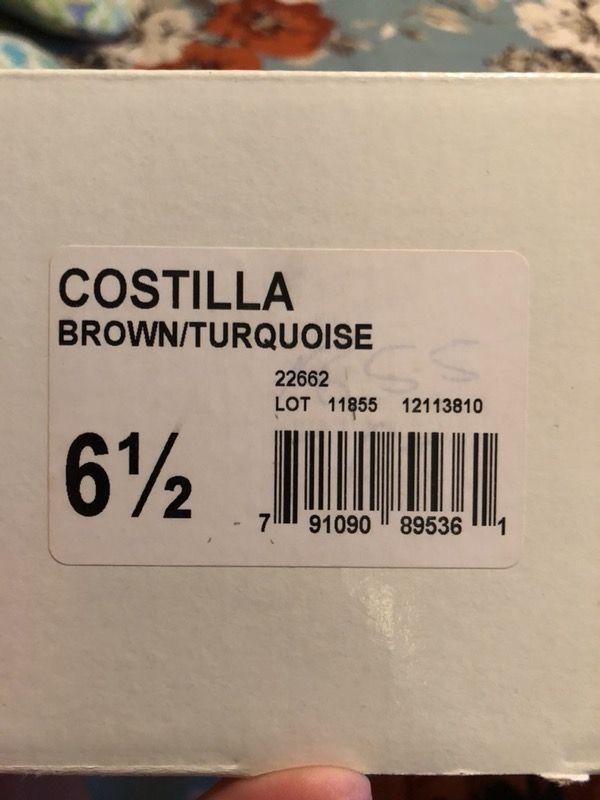 COSTILLA
BROWN/TURQUOISE
22662
LOT 11855 12113810
6½
7 91090 89536 1